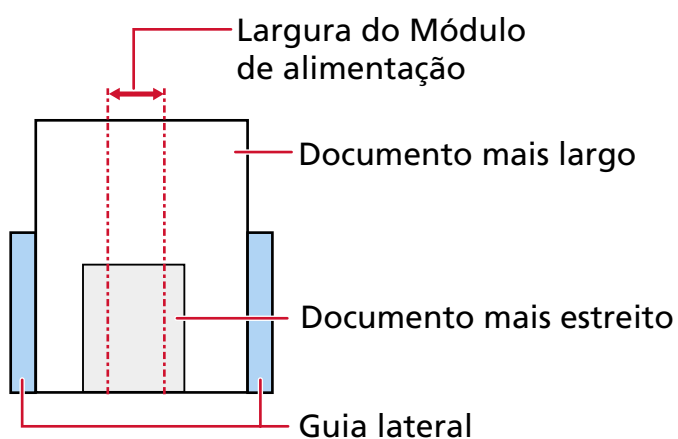 Largura do Módulo
de alimentação
Documento mais largo
Documento mais estreito
Guia lateral